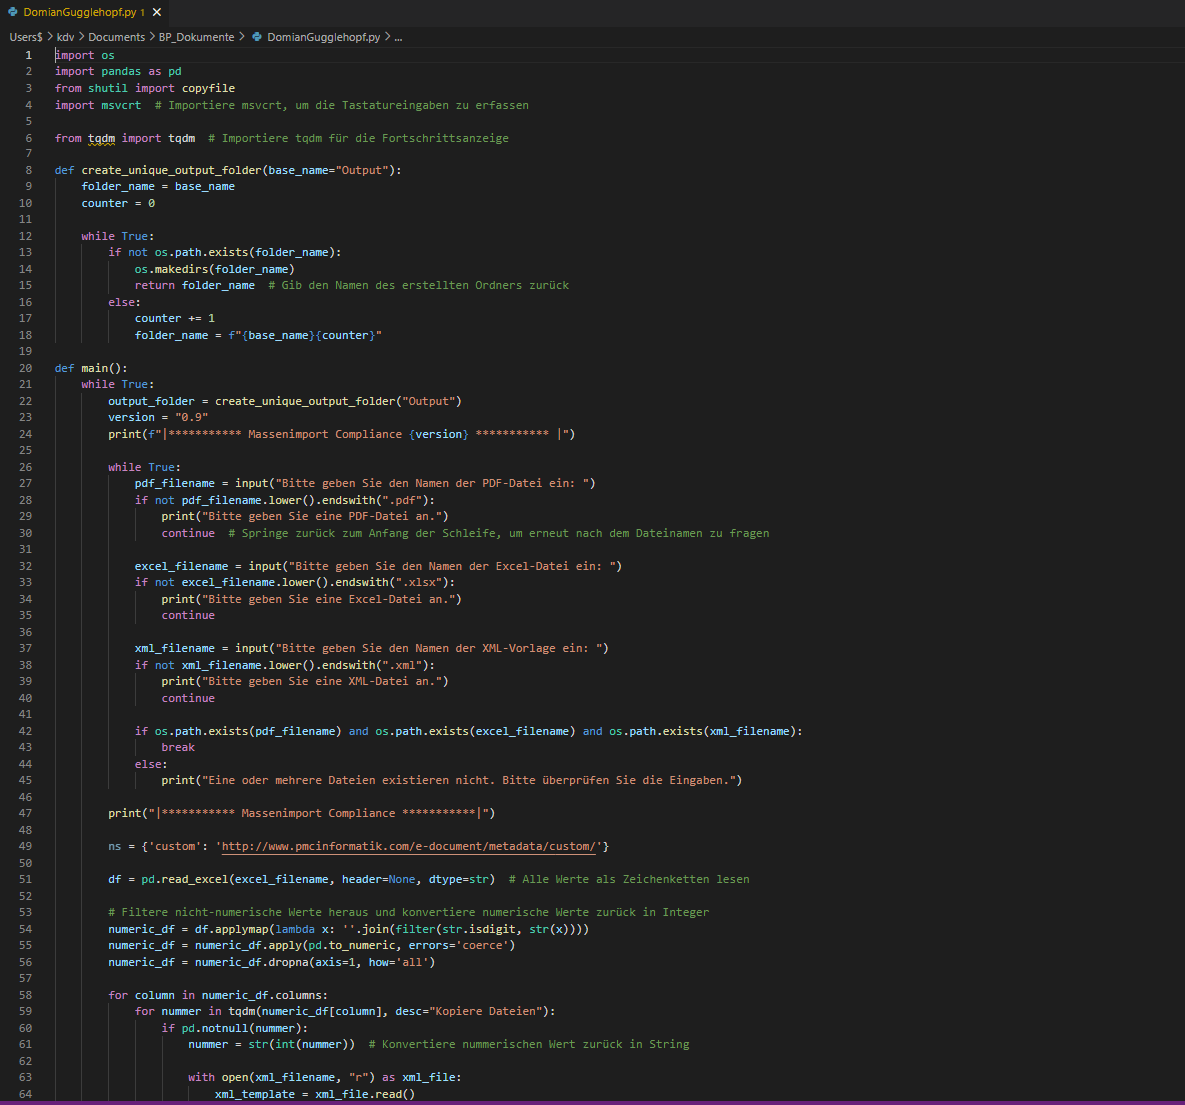 DomianGugglehopf.py 1 ×
Users$ > kdv > Documents > BP_Dokumente > DomianGugglehopf.py > ...
1 import os
2 import pandas as pd
3 from shutil import copyfile
4 import msvcrt  # Importiere msvcrt, um die Tastatureingaben zu erfassen
5
6 from tqdm import tqdm  # Importiere tqdm für die Fortschrittsanzeige
7
8 def create_unique_output_folder(base_name="Output"):
9     folder_name = base_name
10     counter = 0
11
12     while True:
13         if not os.path.exists(folder_name):
14             os.makedirs(folder_name)
15             return folder_name  # Gib den Namen des erstellten Ordners zurück
16         else:
17             counter += 1
18             folder_name = f"{base_name}{counter}"
19
20 def main():
21     while True:
22         output_folder = create_unique_output_folder("Output")
23         version = "0.9"
24         print(f"|*********** Massenimport Compliance {version} *********** |")
25
26         while True:
27             pdf_filename = input("Bitte geben Sie den Namen der PDF-Datei ein: ")
28             if not pdf_filename.lower().endswith(".pdf"):
29                 print("Bitte geben Sie eine PDF-Datei an.")
30                 continue  # Springe zurück zum Anfang der Schleife, um erneut nach dem Dateinamen zu fragen
31
32             excel_filename = input("Bitte geben Sie den Namen der Excel-Datei ein: ")
33             if not excel_filename.lower().endswith(".xlsx"):
34                 print("Bitte geben Sie eine Excel-Datei an.")
35                 continue
36
37             xml_filename = input("Bitte geben Sie den Namen der XML-Vorlage ein: ")
38             if not xml_filename.lower().endswith(".xml"):
39                 print("Bitte geben Sie eine XML-Datei an.")
40                 continue
41
42             if os.path.exists(pdf_filename) and os.path.exists(excel_filename) and os.path.exists(xml_filename):
43                 break
44             else:
45                 print("Eine oder mehrere Dateien existieren nicht. Bitte überprüfen Sie die Eingaben.")
46
47         print("|*********** Massenimport Compliance ***********|")
48
49         ns = {'custom': 'http://www.pmcinformatik.com/e-document/metadata/custom/'}
50
51         df = pd.read_excel(excel_filename, header=None, dtype=str)  # Alle Werte als Zeichenketten lesen
52
53         # Filtere nicht-numerische Werte heraus und konvertiere numerische Werte zurück in Integer
54         numeric_df = df.applymap(lambda x: ''.join(filter(str.isdigit, str(x))))
55         numeric_df = numeric_df.apply(pd.to_numeric, errors='coerce')
56         numeric_df = numeric_df.dropna(axis=1, how='all')
57
58         for column in numeric_df.columns:
59             for nummer in tqdm(numeric_df[column], desc="Kopiere Dateien"):
60                 if pd.notnull(nummer):
61                     nummer = str(int(nummer))  # Konvertiere nummerischen Wert zurück in String
62
63                     with open(xml_filename, "r") as xml_file:
64                         xml_template = xml_file.read()